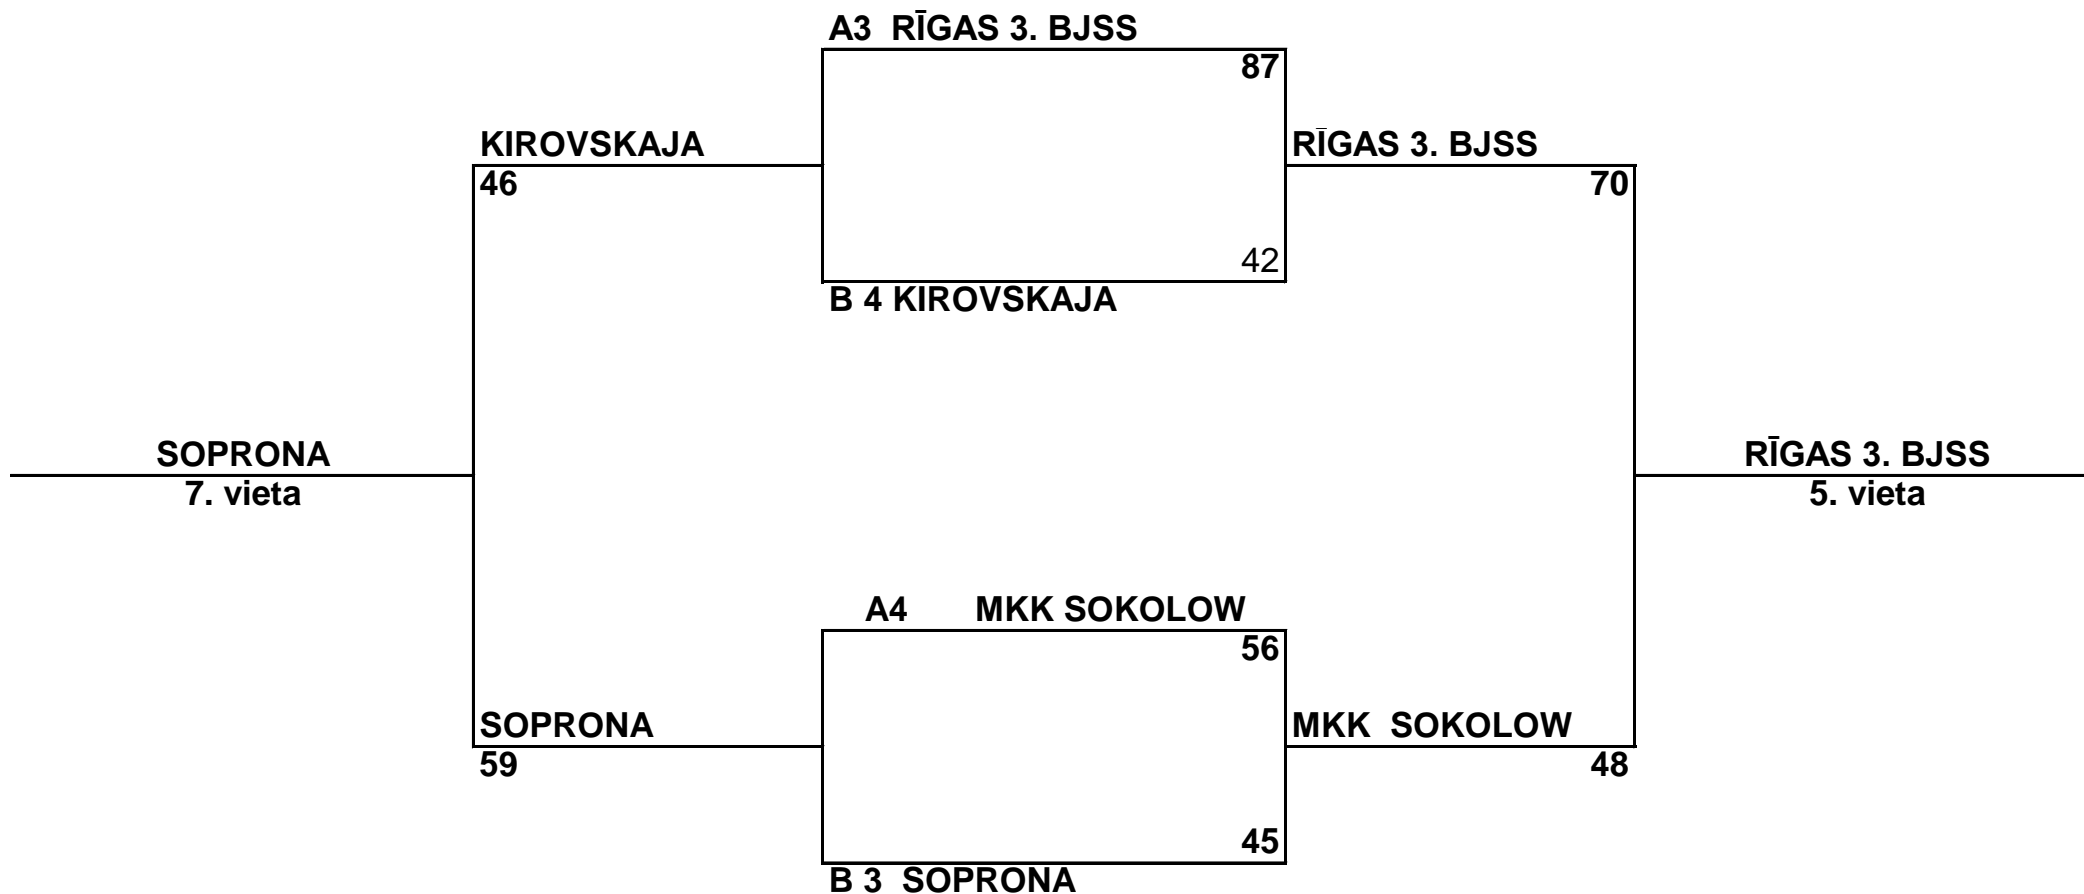 A3 RĪGAS 3. BJSS
87
KIROVSKAJA
RĪGAS 3. BJSS
46
70
42
B 4 KIROVSKAJA
SOPRONA
RĪGAS 3. BJSS
7. vieta
5. vieta
A4 MKK SOKOLOW
56
SOPRONA
MKK SOKOLOW
59
48
45
B 3 SOPRONA